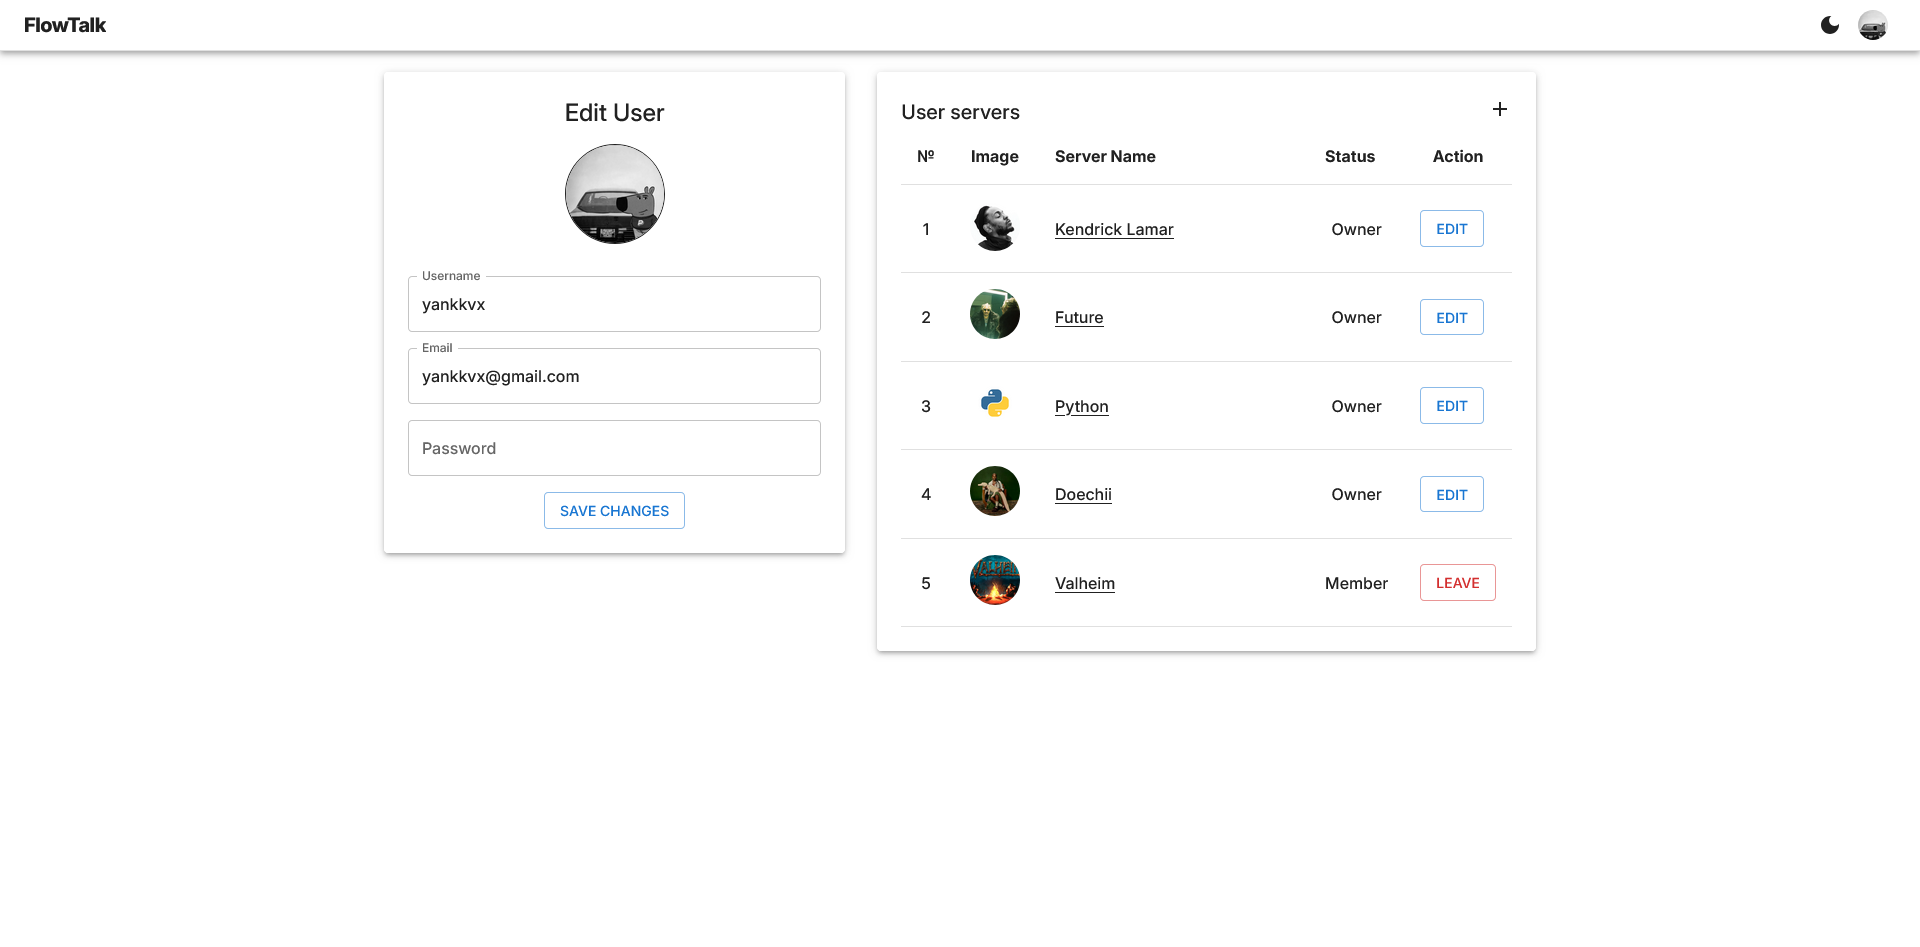 FlowTalk
Edit User
Username
yankkvx
Email
yankkvx@gmail.com
Password
SAVE CHANGES
User servers
№ Image Server Name Status Action
1 Kendrick Lamar Owner EDIT
2 Future Owner EDIT
3 Python Owner EDIT
4 Doechii Owner EDIT
5 Valheim Member LEAVE